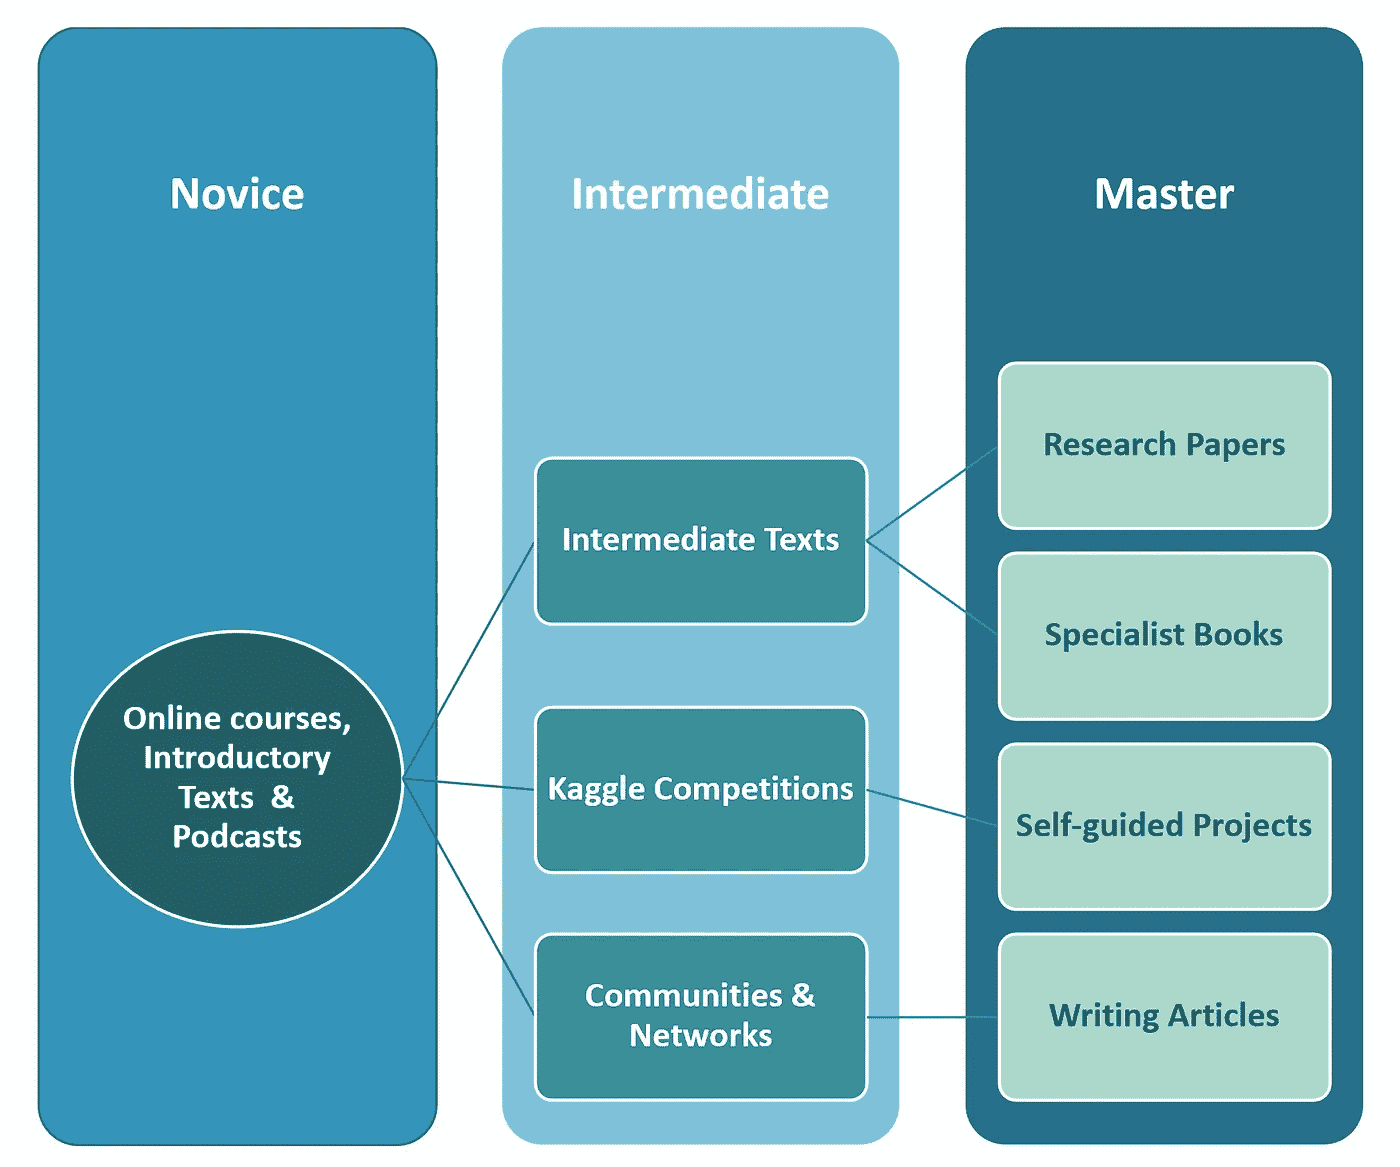 Novice
Online courses,
Introductory
Texts &
Podcasts
Intermediate
Intermediate Texts
Kaggle Competitions
Communities &
Networks
Master
Research Papers
Specialist Books
Self-guided Projects
Writing Articles